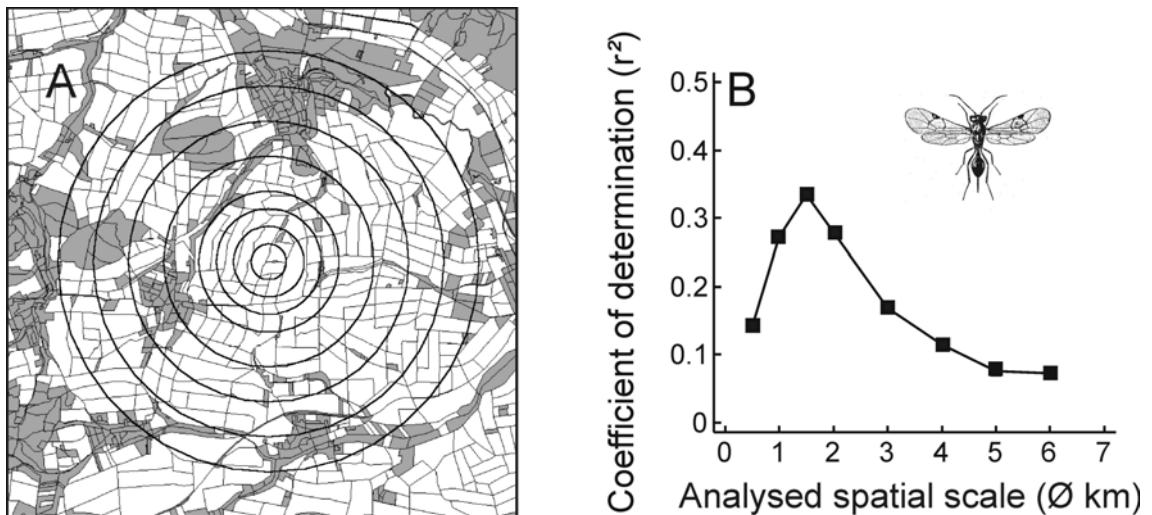 A
B
Coefficient of determination (r²)
0.5
0.4
0.3
0.2
0.1
0
0 1 2 3 4 5 6 7
Analysed spatial scale (Ø km)